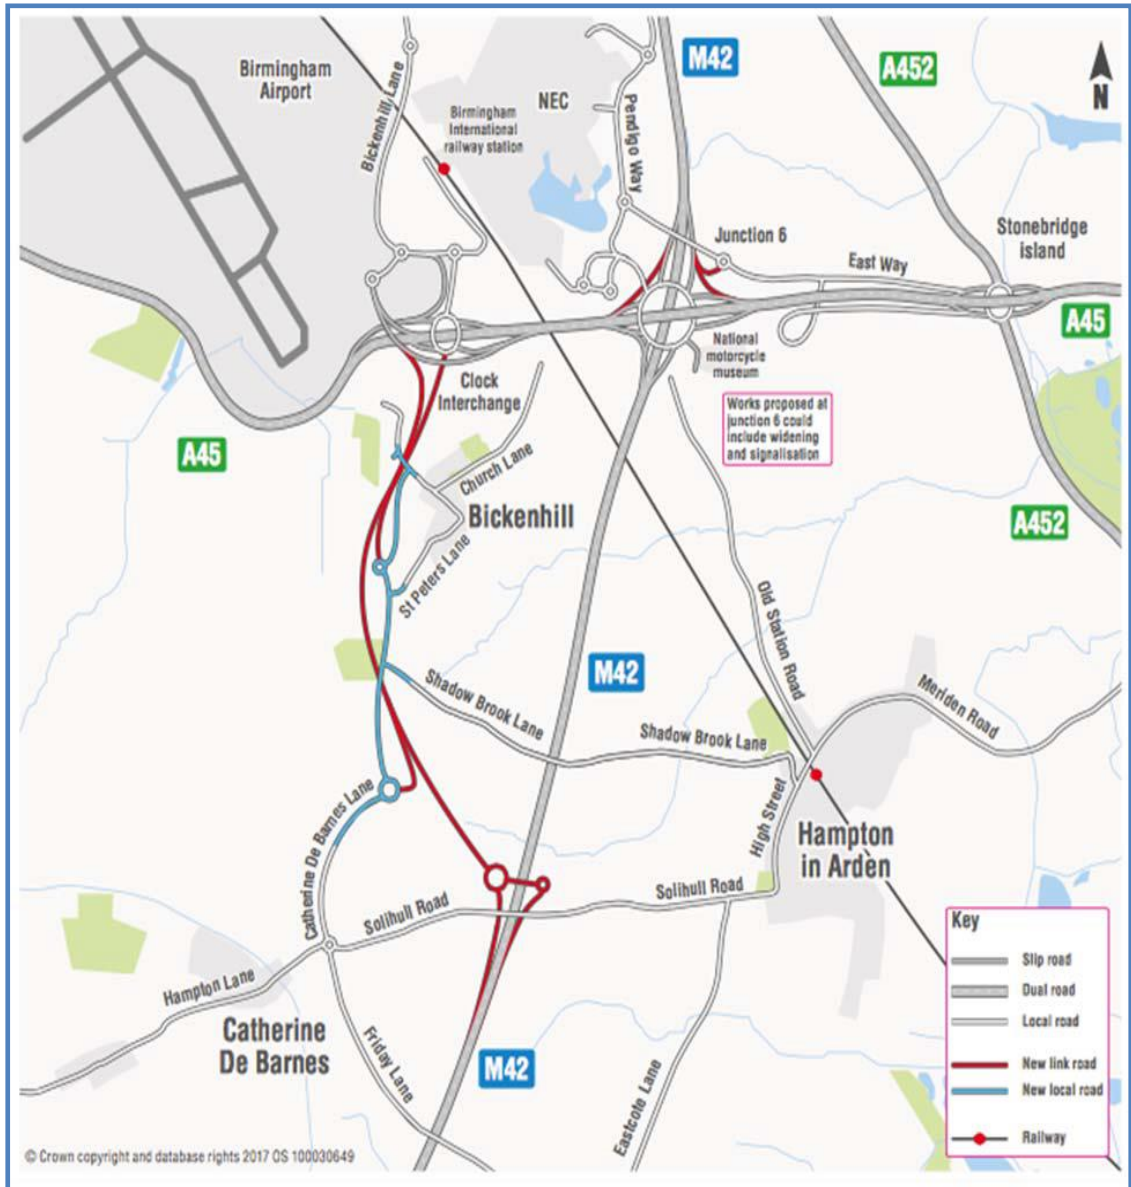 M42
A452
N
Birmingham
Airport
NEC
Bickenhill Lane
Birmingham
International
railway station
Pendigo Way
Junction 6
Stonebridge
island
East Way
A45
National
motorcycle
museum
Clock
Interchange
Works proposed at
junction 6 could
include widening
and signalisation
A45
Church Lane
Bickenhill
A452
St Peters Lane
Old Station Road
M42
Shadow Brook Lane
Shadow Brook Lane
Meriden Road
Catherine De Barnes Lane
High Street
Hampton
in Arden
Solihull Road
Solihull Road
Hampton Lane
Catherine
De Barnes
Friday Lane
M42
Eastcote Lane
Key
Slip road
Dual road
Local road
New link road
New local road
Railway
© Crown copyright and database rights 2017 OS 100030649